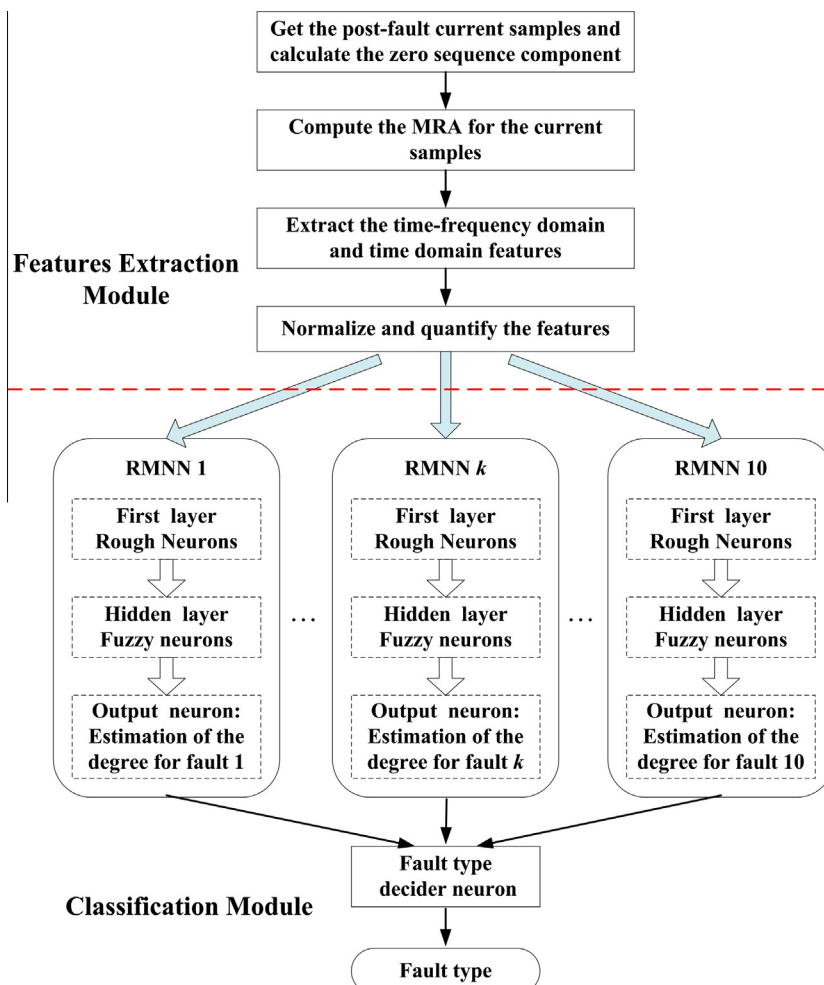 Get the post-fault current samples and
calculate the zero sequence component
Compute the MRA for the current
samples
Extract the time-frequency domain
and time domain features
Features Extraction
Module
Normalize and quantify the features
RMNN 1
First layer
Rough Neurons
Hidden layer
Fuzzy neurons
Output neuron:
Estimation of the
degree for fault 1
...
RMNN k
First layer
Rough Neurons
Hidden layer
Fuzzy neurons
Output neuron:
Estimation of the
degree for fault k
...
RMNN 10
First layer
Rough Neurons
Hidden layer
Fuzzy neurons
Output neuron:
Estimation of the
degree for fault 10
Fault type
decider neuron
Classification Module
Fault type